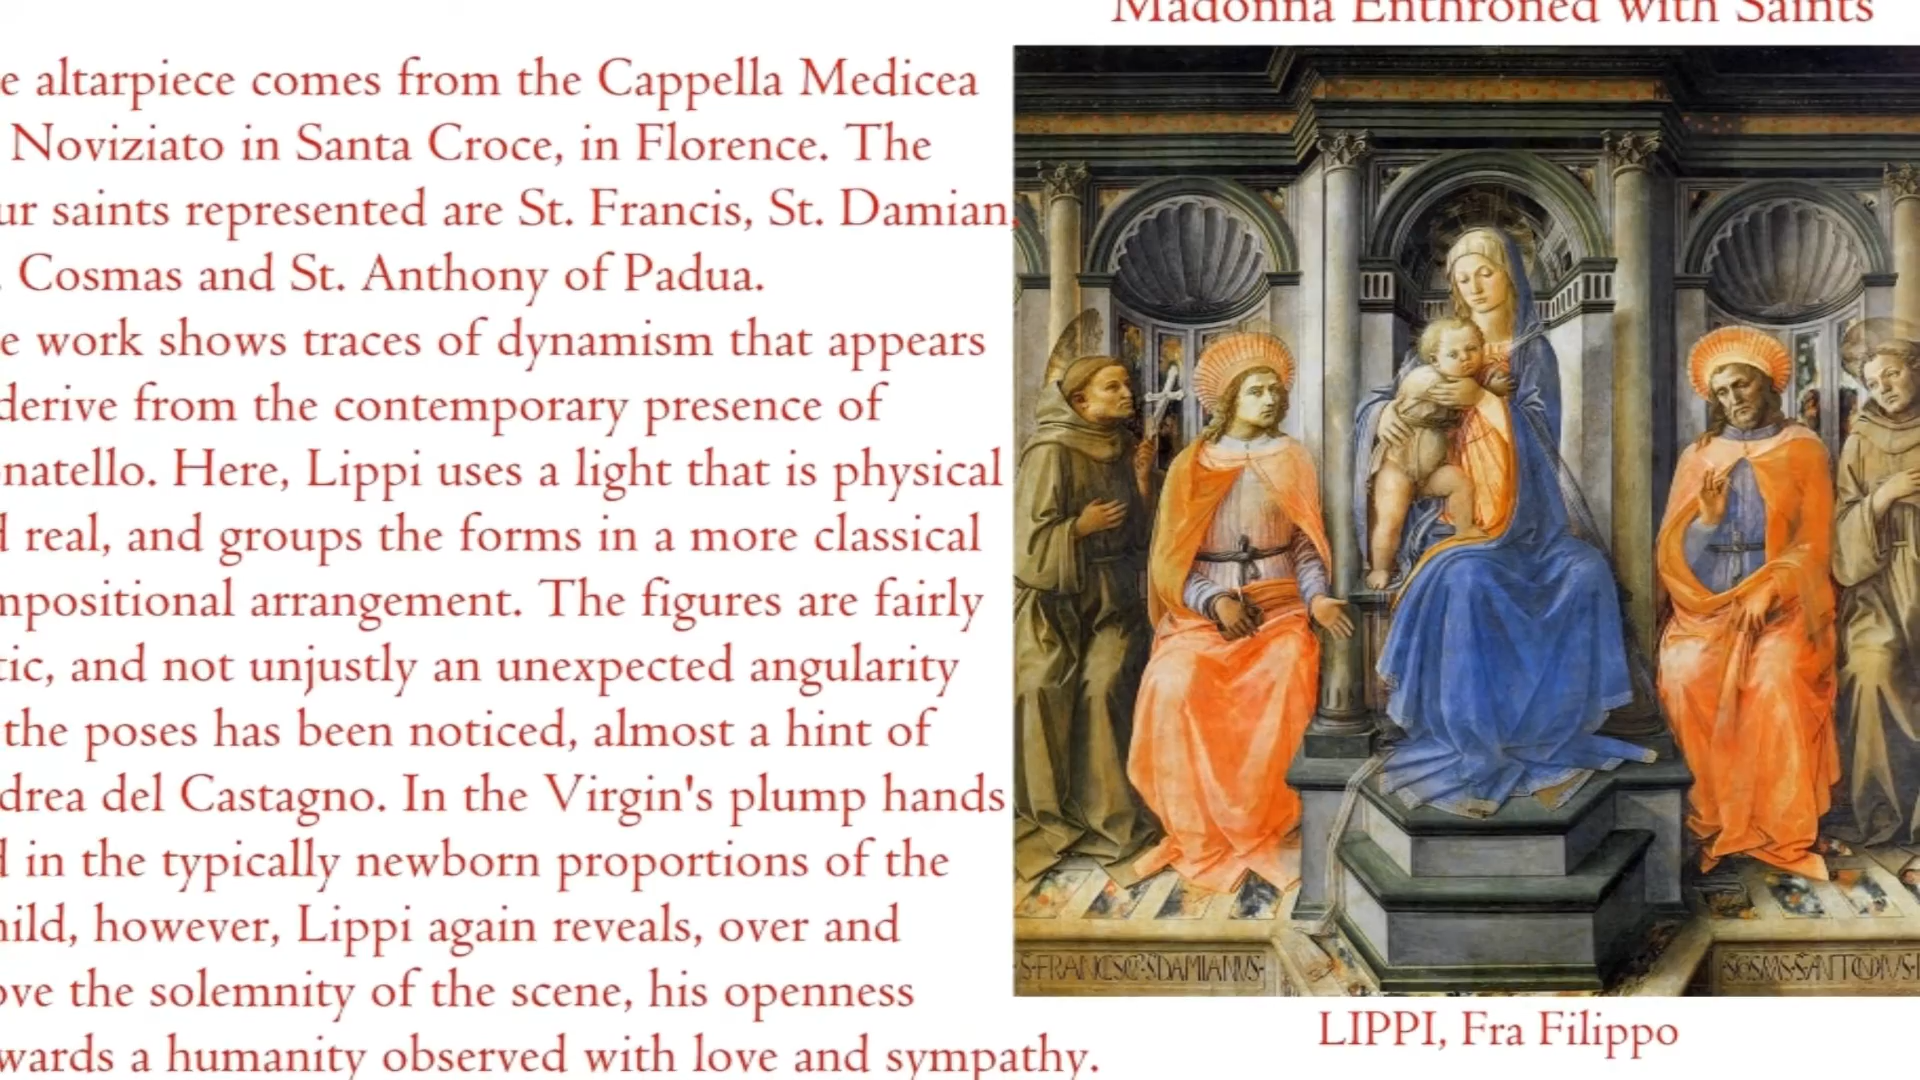 Madonna Enthroned with Saints
e altarpiece comes from the Cappella Medicea
Noviziato in Santa Croce, in Florence. The
ur saints represented are St. Francis, St. Damian,
. Cosmas and St. Anthony of Padua.
e work shows traces of dynamism that appears
derive from the contemporary presence of
onatello. Here, Lippi uses a light that is physical
d real, and groups the forms in a more classical
mpositional arrangement. The figures are fairly
tic, and not unjustly an unexpected angularity
the poses has been noticed, almost a hint of
drea del Castagno. In the Virgin's plump hands
d in the typically newborn proportions of the
hild, however, Lippi again reveals, over and
ove the solemnity of the scene, his openness
wards a humanity observed with love and sympathy.
LIPPI, Fra Filippo